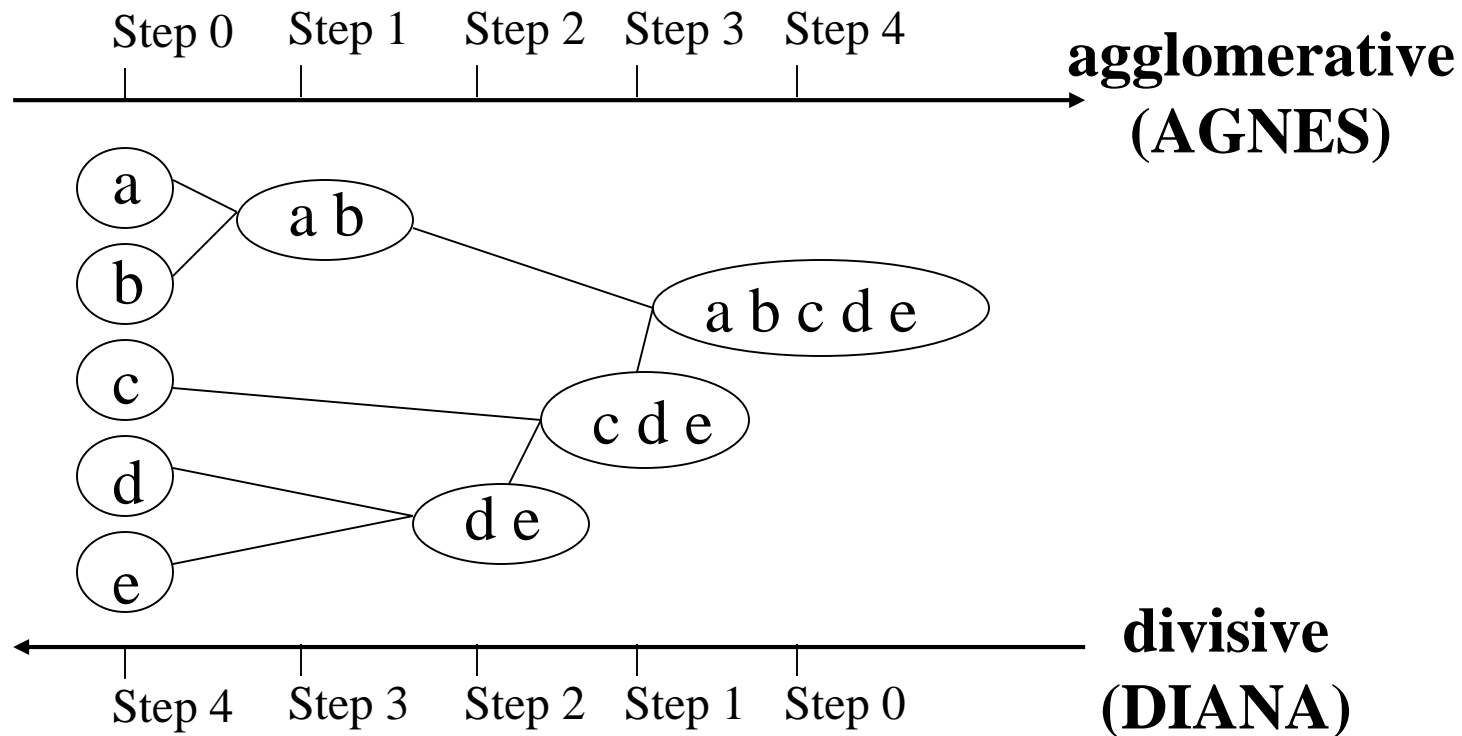 Step 0 Step 1 Step 2 Step 3 Step 4
agglomerative
(AGNES)
a
a b
b
a b c d e
c
c d e
d
d e
e
divisive
(DIANA)
Step 4 Step 3 Step 2 Step 1 Step 0